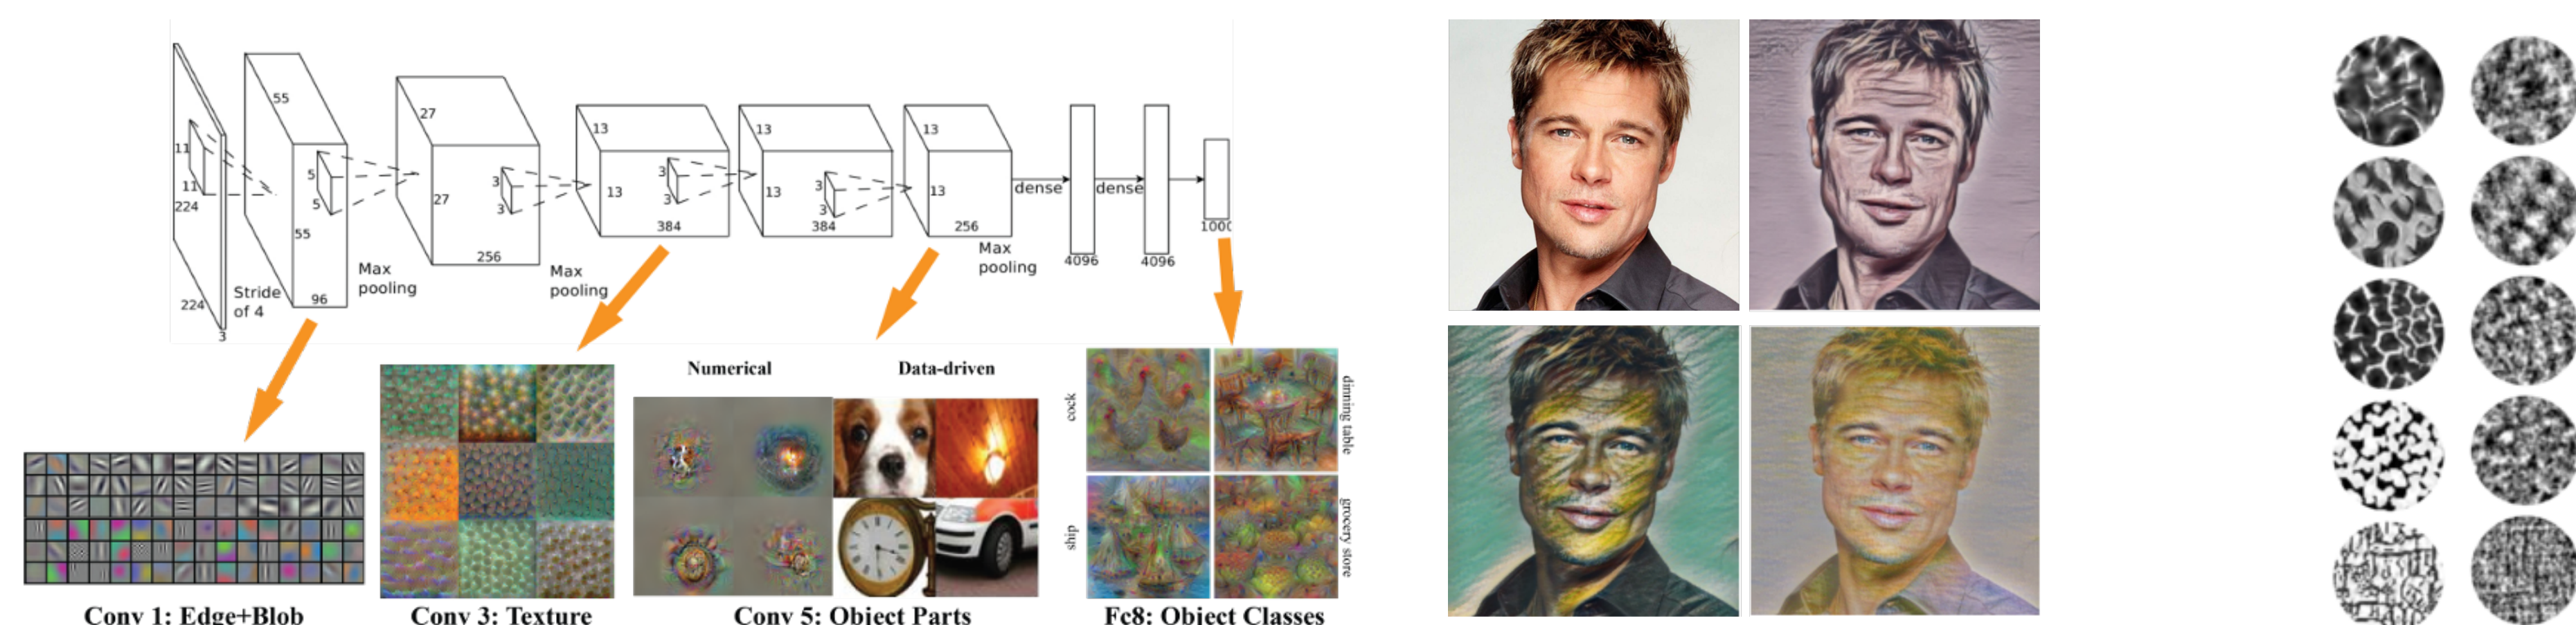 55
27
13
13
13
11
5
3
3
3
11
5
27
3
13
3
13
3
13
224
55
dense
dense
384
384
256
1000
256
Max
pooling
4096
4096
Max
pooling
Max
pooling
Stride
of 4
96
224
3
Numerical
Data-driven
cock
dinning table
ship
grocery store
Conv 1: Edge+Blob
Conv 3: Texture
Conv 5: Object Parts
Fc8: Object Classes